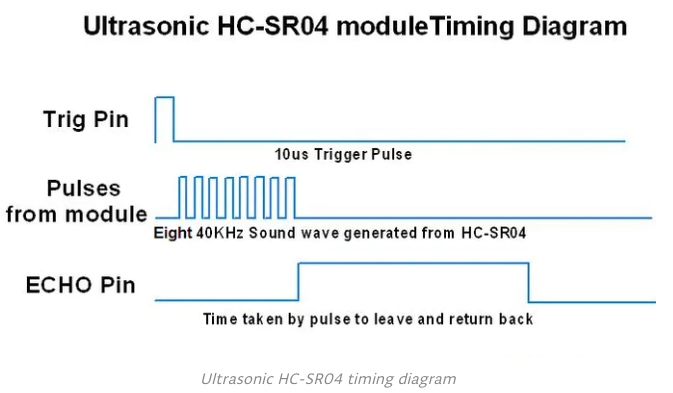 Ultrasonic HC-SR04 moduleTiming Diagram
Trig Pin
10us Trigger Pulse
Pulses
from module
Eight 40KHz Sound wave generated from HC-SR04
ECHO Pin
Time taken by pulse to leave and return back
Ultrasonic HC-SR04 timing diagram